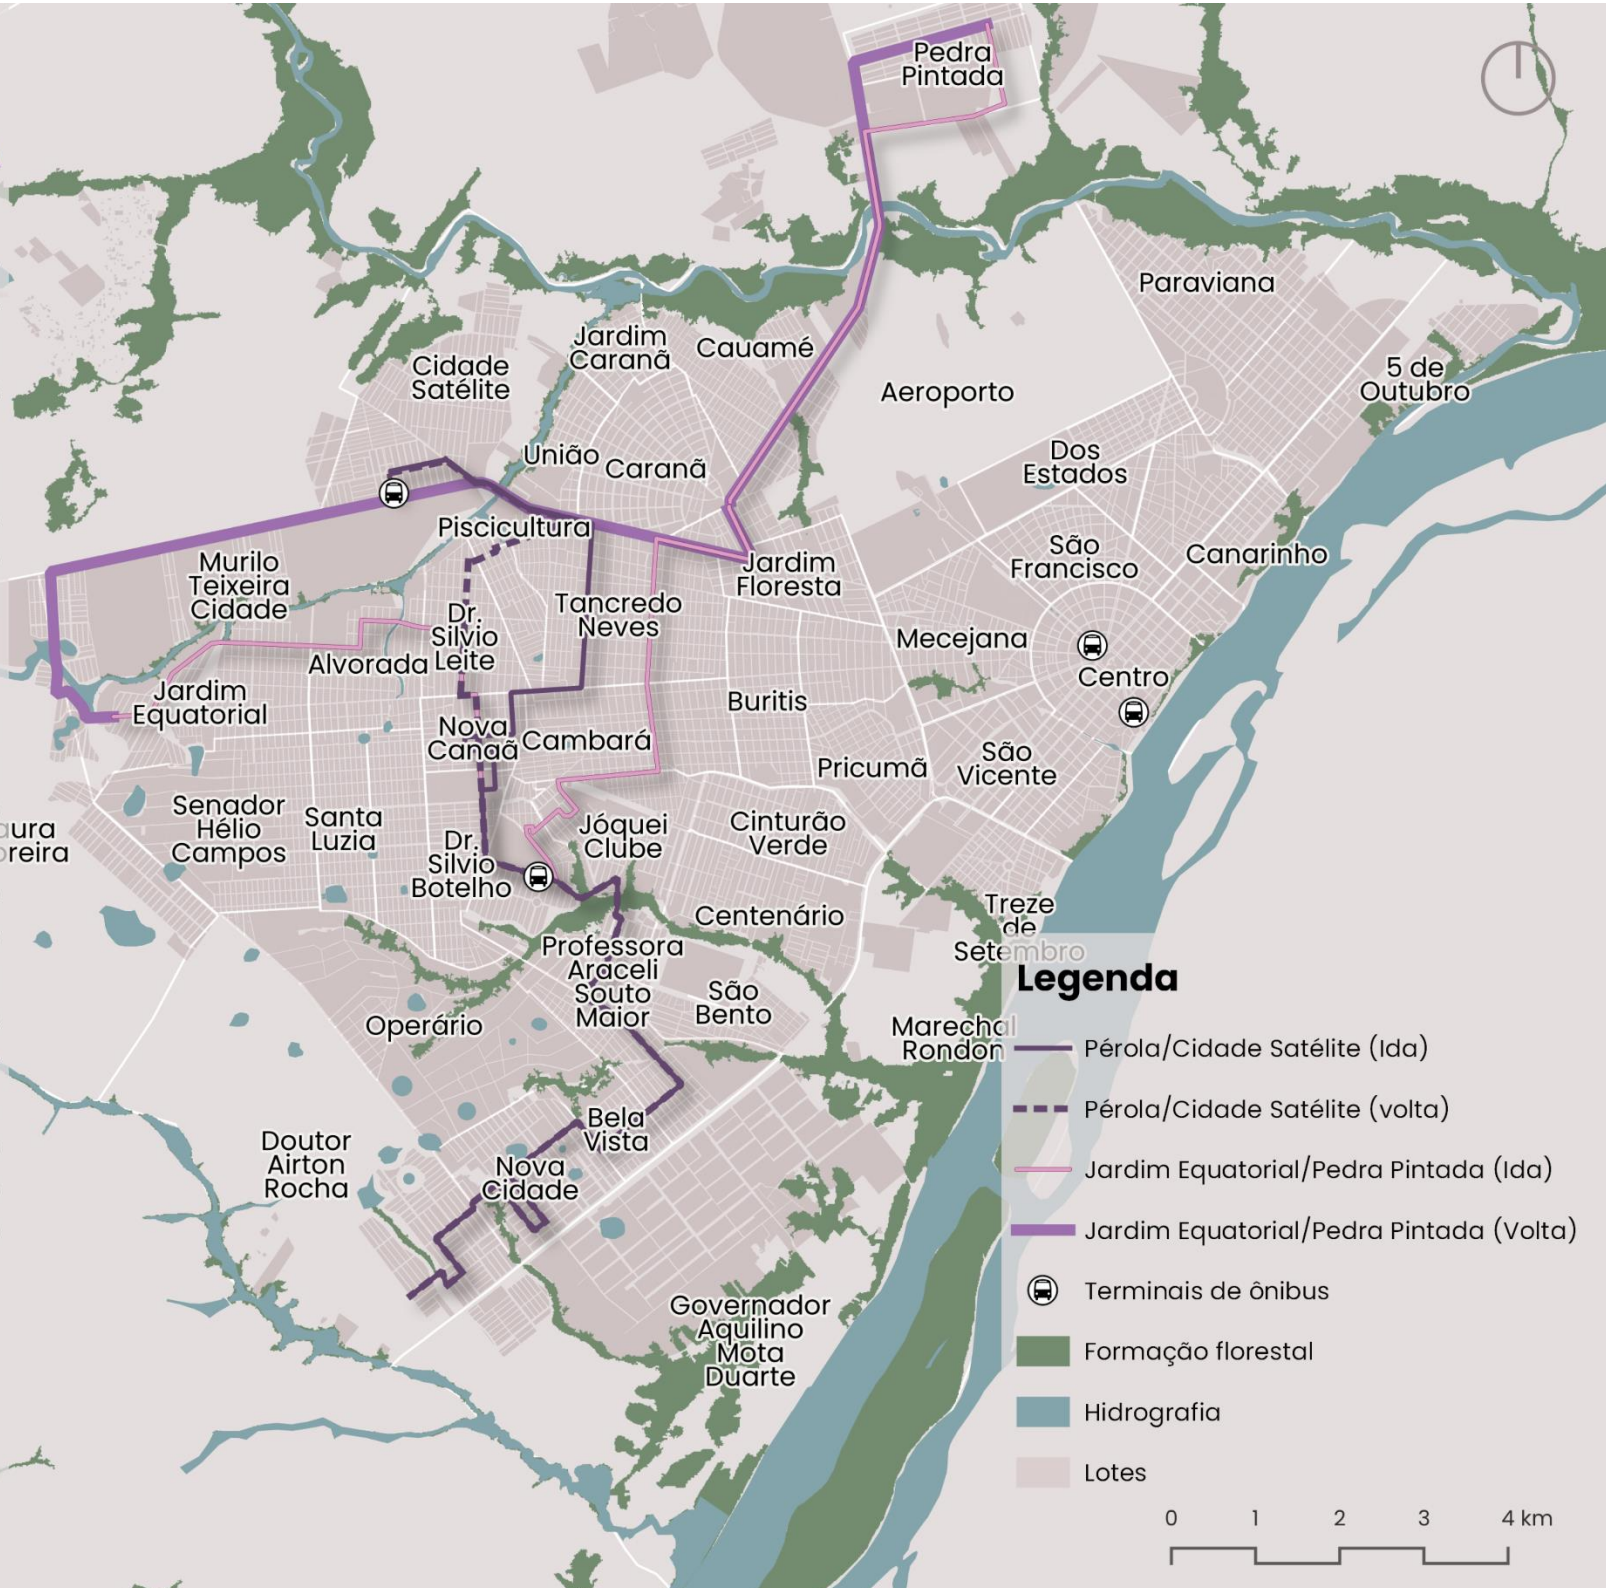 Pedra
Pintada
Paraviana
Jardim
Caranã
Cauamé
Cidade
Satélite
5 de
Outubro
Aeroporto
União
Caranã
Dos
Estados
Piscicultura
São
Francisco
Canarinho
Murilo
Teixeira
Cidade
Jardim
Floresta
Tancredo
Neves
Dr.
Silvio
Leite
Mecejana
Alvorada
Centro
Jardim
Equatorial
Buritis
Nova
Canaã
Cambará
São
Vicente
Pricumã
Senador
Hélio
Campos
Santa
Luzia
aura
oreira
Dr.
Silvio
Botelho
Jóquei
Clube
Cinturão
Verde
Centenário
Treze
de
Setembro
Professora
Araceli
Souto
Maior
São
Bento
Operário
Marechal
Rondon
Bela
Vista
Doutor
Airton
Rocha
Nova
Cidade
Governador
Aquilino
Mota
Duarte
Legenda
Pérola/Cidade Satélite (Ida)
Pérola/Cidade Satélite (volta)
Jardim Equatorial/Pedra Pintada (Ida)
Jardim Equatorial/Pedra Pintada (Volta)
Terminais de ônibus
Formação florestal
Hidrografia
Lotes
0 1 2 3 4 km